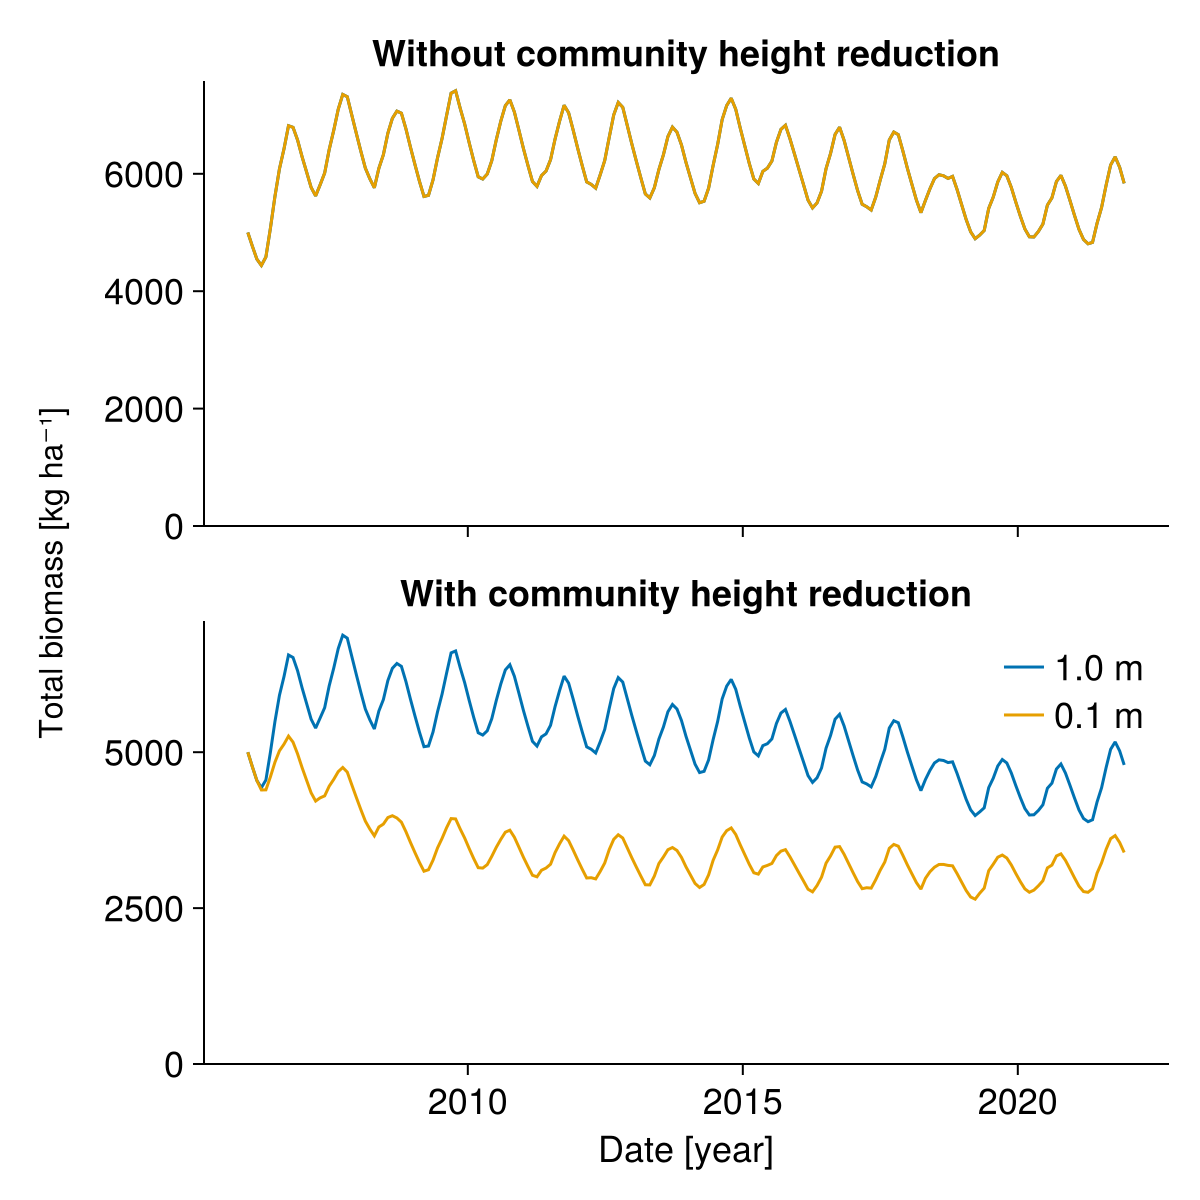 Without community height reduction
6000
4000
2000
0
Total biomass [kg ha⁻¹]
With community height reduction
1.0 m
0.1 m
5000
2500
0
2010 2015 2020
Date [year]